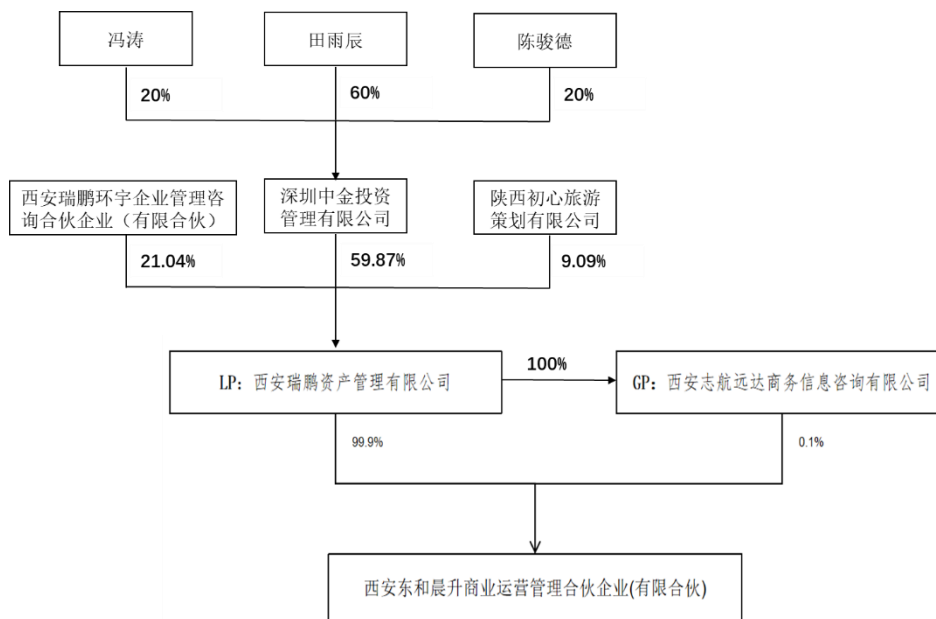 冯涛
田雨辰
陈骏德
20%
60%
20%
西安瑞鹏环宇企业管理咨
询合伙企业（有限合伙）
深圳中金投资
管理有限公司
陕西初心旅游
策划有限公司
21.04%
59.87%
9.09%
LP：西安瑞鹏资产管理有限公司
100%
GP：西安志航远达商务信息咨询有限公司
99.9%
0.1%
西安东和晨升商业运营管理合伙企业(有限合伙)